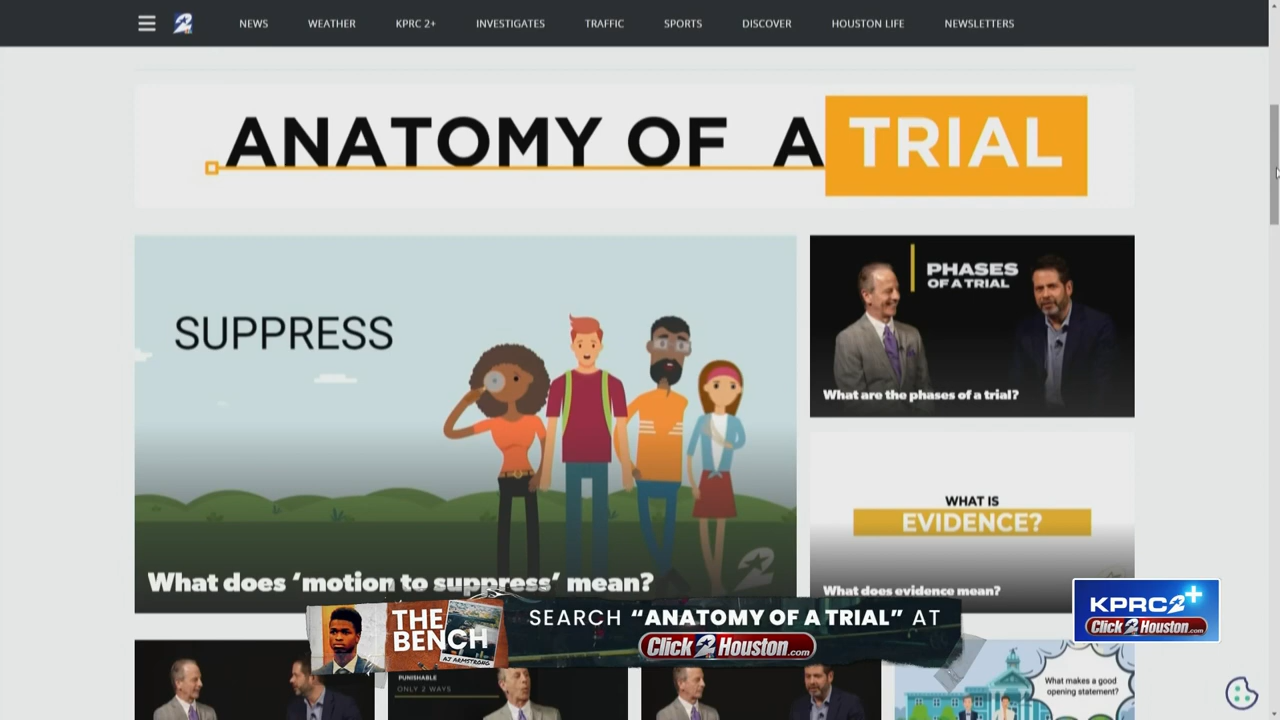 2
NEWS
WEATHER
KPRC 2+
INVESTIGATES
TRAFFIC
SPORTS
DISCOVER
HOUSTON LIFE
NEWSLETTERS
ANATOMY OF A TRIAL
SUPPRESS
What does ‘motion to suppress’ mean?
PHASES
OF A TRIAL
What are the phases of a trial?
WHAT IS
EVIDENCE?
What does evidence mean?
THE
BENCH
AJ ARMSTRONG
SEARCH “ANATOMY OF A TRIAL” AT
Click2Houston.com
KPRC2+
Click2Houston.com
PUNISHABLE
ONLY 2 WAYS
What makes a good
opening statement?